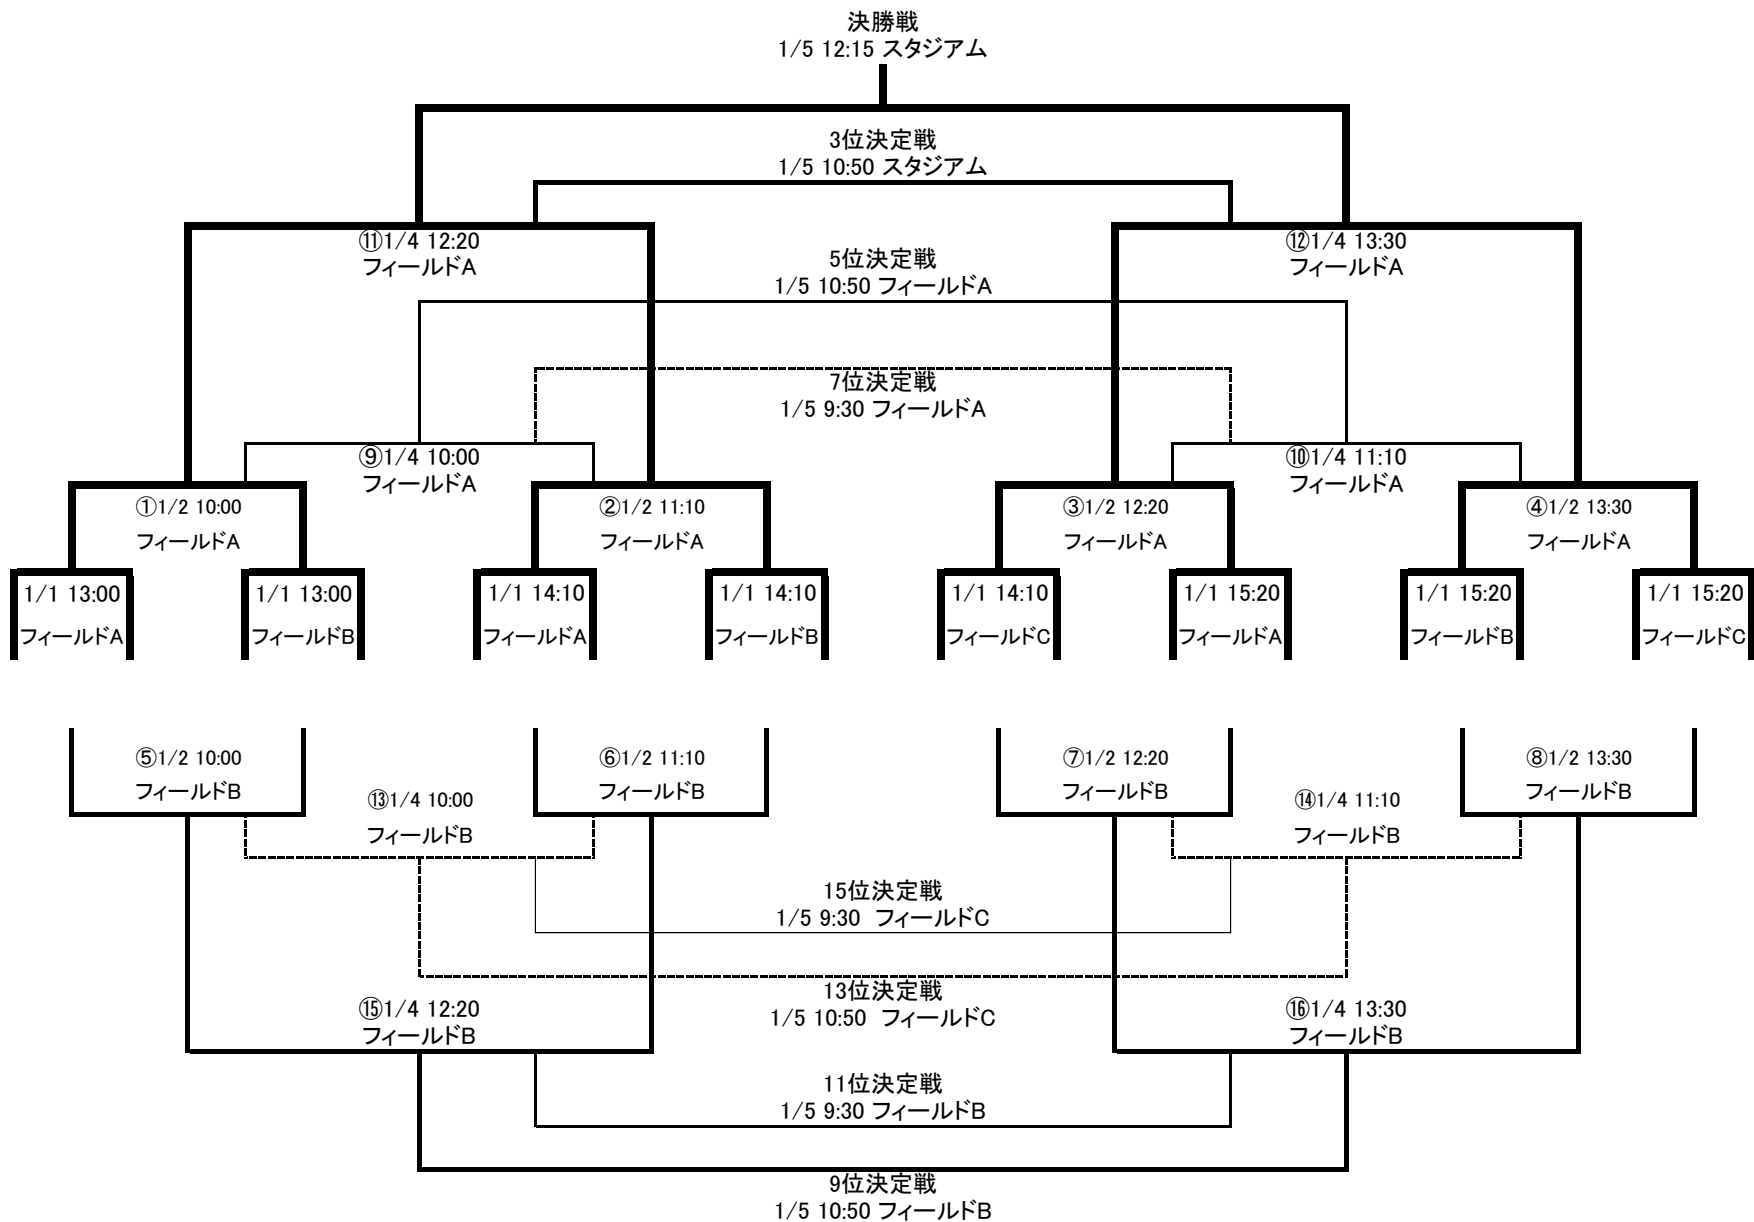 決勝戦
1/5 12:15 スタジアム
3位決定戦
1/5 10:50 スタジアム
⑪1/4 12:20
フィールドA
⑫1/4 13:30
フィールドA
5位決定戦
1/5 10:50 フィールドA
7位決定戦
1/5 9:30 フィールドA
⑨1/4 10:00
フィールドA
⑩1/4 11:10
フィールドA
①1/2 10:00
フィールドA
②1/2 11:10
フィールドA
③1/2 12:20
フィールドA
④1/2 13:30
フィールドA
1/1 13:00
フィールドA
1/1 13:00
フィールドB
1/1 14:10
フィールドA
1/1 14:10
フィールドB
1/1 14:10
フィールドC
1/1 15:20
フィールドA
1/1 15:20
フィールドB
1/1 15:20
フィールドC
⑤1/2 10:00
フィールドB
⑥1/2 11:10
フィールドB
⑦1/2 12:20
フィールドB
⑧1/2 13:30
フィールドB
⑬1/4 10:00
フィールドB
⑭1/4 11:10
フィールドB
15位決定戦
1/5 9:30 フィールドC
13位決定戦
1/5 10:50 フィールドC
⑮1/4 12:20
フィールドB
⑯1/4 13:30
フィールドB
11位決定戦
1/5 9:30 フィールドB
9位決定戦
1/5 10:50 フィールドB